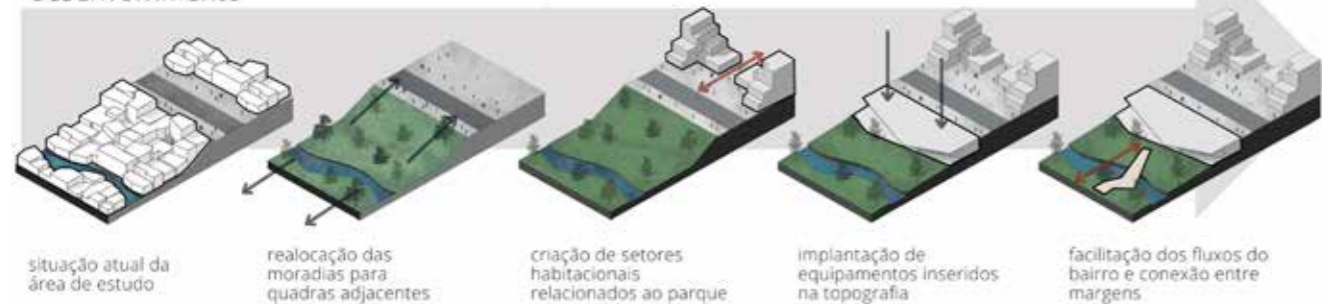 situação atual da
área de estudo
realocação das
moradias para
quadras adjacentes
criação de setores
habitacionais
relacionados ao parque
implantação de
equipamentos inseridos
na topografia
facilitação dos fluxos do
bairro e conexão entre
margens